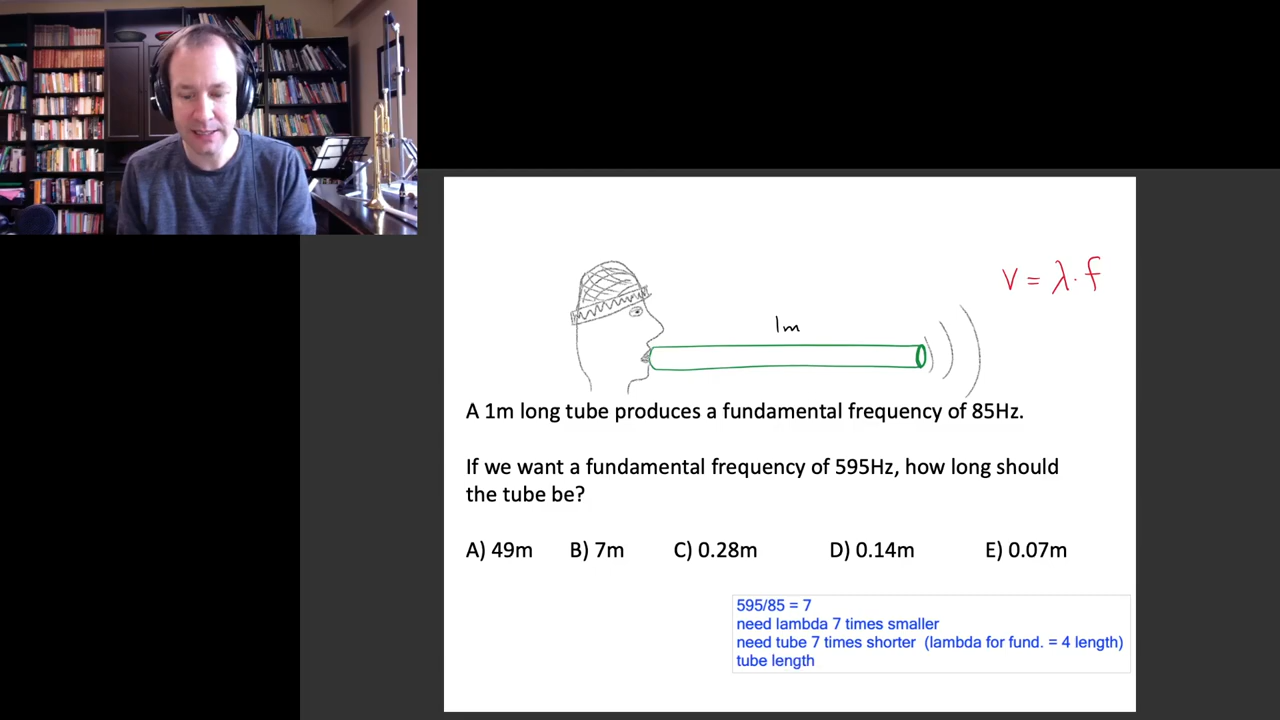 V = λ · f
1m
A 1m long tube produces a fundamental frequency of 85Hz.
If we want a fundamental frequency of 595Hz, how long should
the tube be?
A) 49m B) 7m C) 0.28m D) 0.14m E) 0.07m
595/85 = 7
need lambda 7 times smaller
need tube 7 times shorter (lambda for fund. = 4 length)
tube length